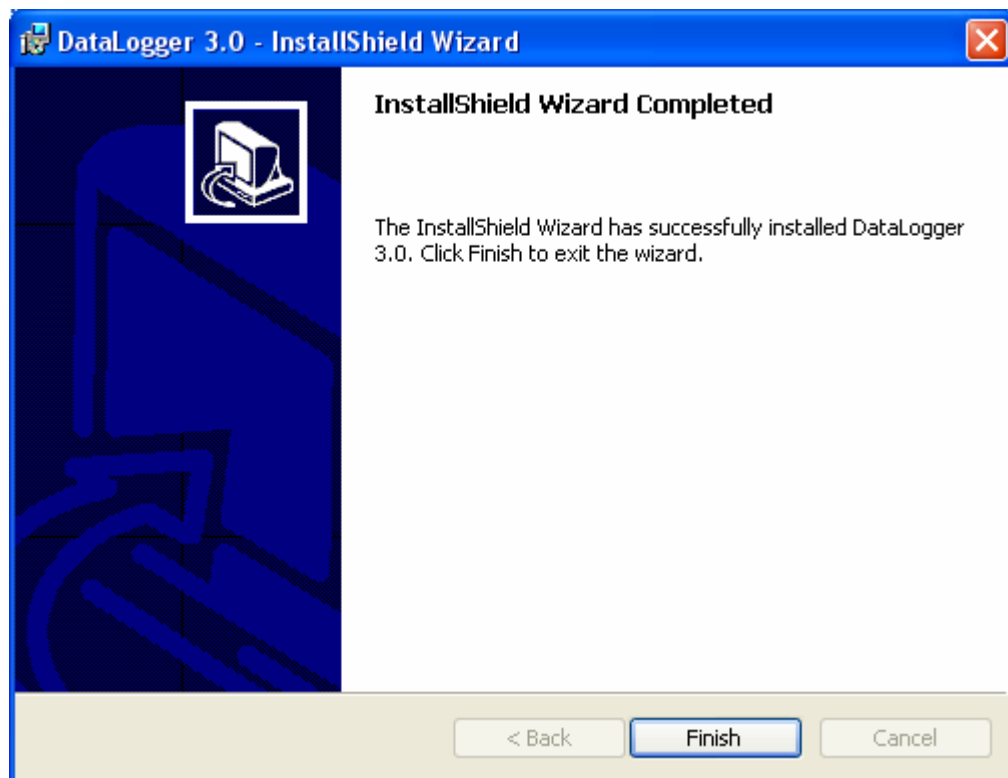 DataLogger 3.0 - InstallShield Wizard
InstallShield Wizard Completed
The InstallShield Wizard has successfully installed DataLogger
3.0. Click Finish to exit the wizard.
< Back
Finish
Cancel